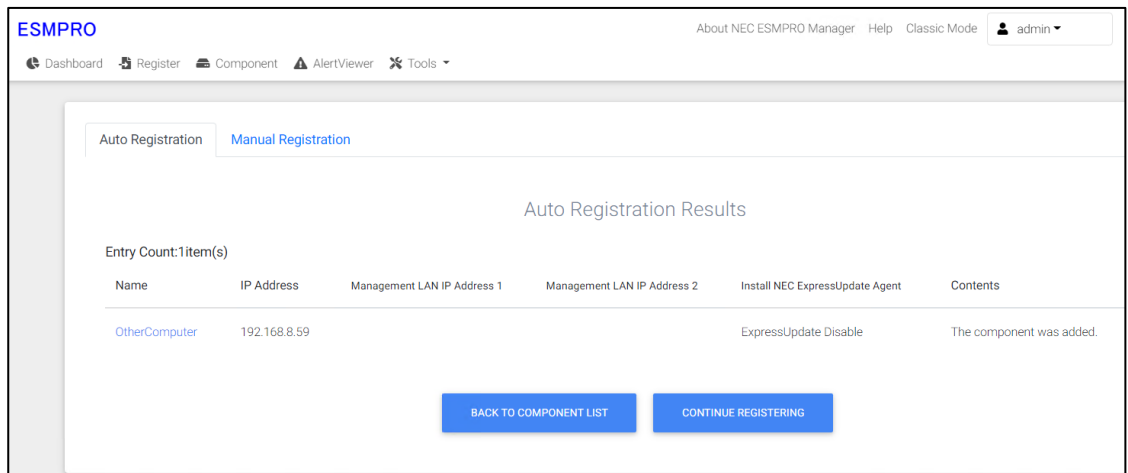 ESMPRO
About NEC ESMPRO Manager Help Classic Mode admin
Dashboard Register Component AlertViewer Tools
Auto Registration Manual Registration
Auto Registration Results
Entry Count:1item(s)
Name IP Address Management LAN IP Address 1 Management LAN IP Address 2 Install NEC ExpressUpdate Agent Contents
OtherComputer 192.168.8.59 ExpressUpdate Disable The component was added.
BACK TO COMPONENT LIST CONTINUE REGISTERING